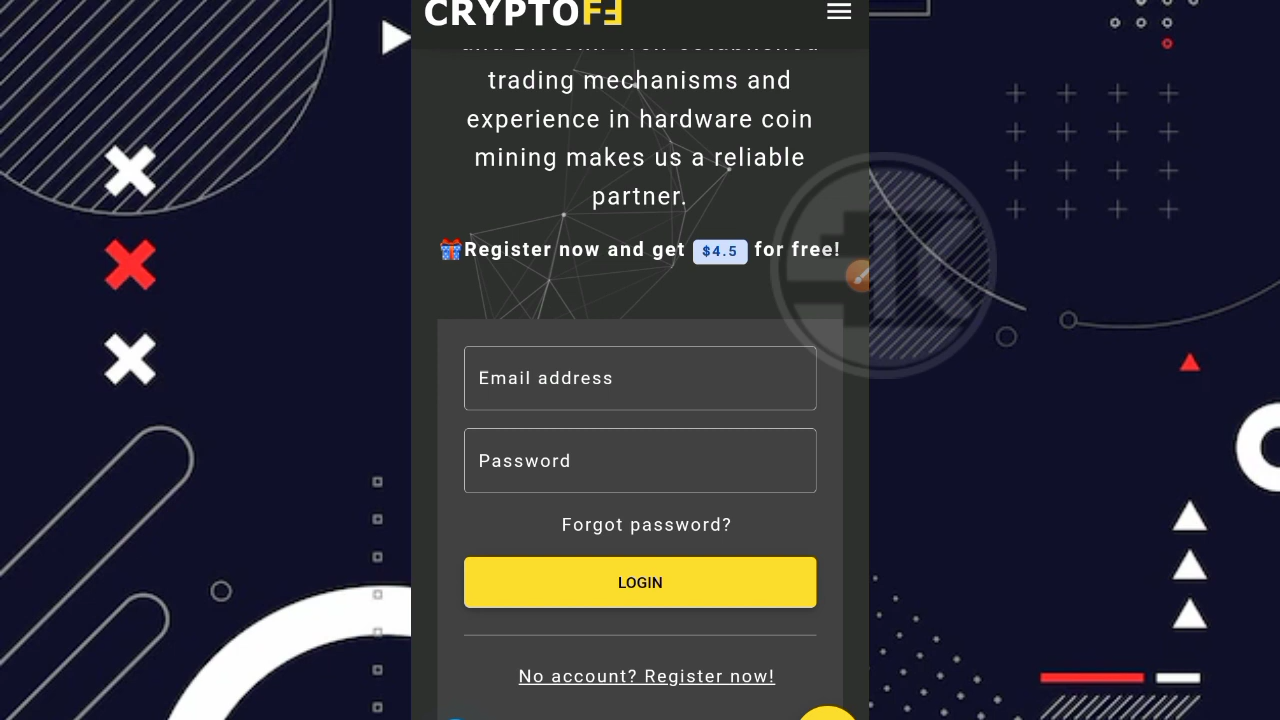 CRYPTOFF
trading mechanisms and
experience in hardware coin
mining makes us a reliable
partner.
🎁Register now and get $4.5 for free!
Email address
Password
Forgot password?
LOGIN
No account? Register now!